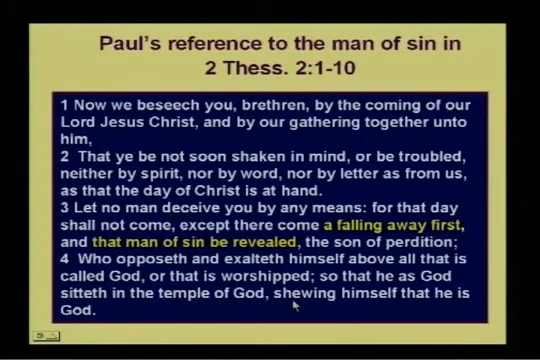 Paul's reference to the man of sin in
2 Thess. 2:1-10
1 Now we beseech you, brethren, by the coming of our
Lord Jesus Christ, and by our gathering together unto
him,
2 That ye be not soon shaken in mind, or be troubled,
neither by spirit, nor by word, nor by letter as from us,
as that the day of Christ is at hand.
3 Let no man deceive you by any means: for that day
shall not come, except there come a falling away first,
and that man of sin be revealed, the son of perdition;
4 Who opposeth and exalteth himself above all that is
called God, or that is worshipped; so that he as God
sitteth in the temple of God, shewing himself that he is
God.